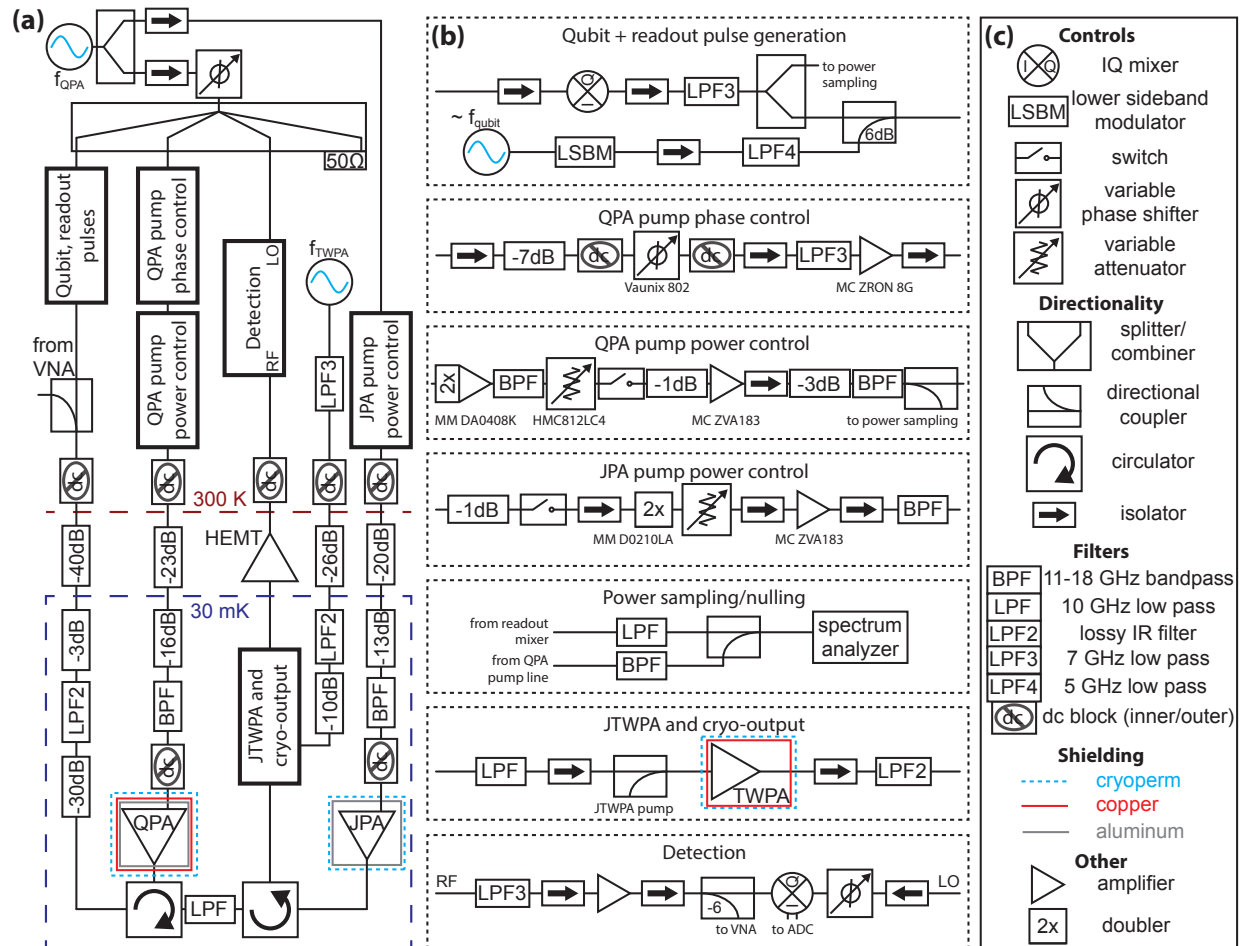 (a)
f_QPA
ϕ
50Ω
Qubit, readout
pulses
QPA pump
phase control
Detection
LO
RF
f_TWPA
from
VNA
QPA pump
power control
LPF3
JPA pump
power control
dc
dc
dc
dc
dc
300 K
-40dB
-23dB
HEMT
-26dB
-20dB
30 mK
-3dB
-16dB
LPF2
-13dB
LPF2
BPF
JTWPA and
cryo-output
-10dB
BPF
-30dB
dc
dc
QPA
JPA
LPF
(b)
Qubit + readout pulse generation
I Q
LPF3
to power
sampling
~ f_qubit
LSBM
LPF4
6dB
QPA pump phase control
-7dB
dc
ϕ
dc
LPF3
Vaunix 802
MC ZRON 8G
QPA pump power control
2x
BPF
-1dB
-3dB
BPF
MM DA0408K
HMC812LC4
MC ZVA183
to power sampling
JPA pump power control
-1dB
2x
BPF
MM D0210LA
MC ZVA183
Power sampling/nulling
from readout
mixer
LPF
from QPA
pump line
BPF
spectrum
analyzer
JTWPA and cryo-output
LPF
JTWPA pump
TWPA
LPF2
Detection
RF
LPF3
-6
to VNA
I Q
to ADC
ϕ
LO
(c)
Controls
I Q
IQ mixer
LSBM
lower sideband
modulator
switch
ϕ
variable
phase shifter
variable
attenuator
Directionality
splitter/
combiner
directional
coupler
circulator
isolator
Filters
BPF
11-18 GHz bandpass
LPF
10 GHz low pass
LPF2
lossy IR filter
LPF3
7 GHz low pass
LPF4
5 GHz low pass
dc
dc block (inner/outer)
Shielding
cryoperm
copper
aluminum
Other
amplifier
2x
doubler